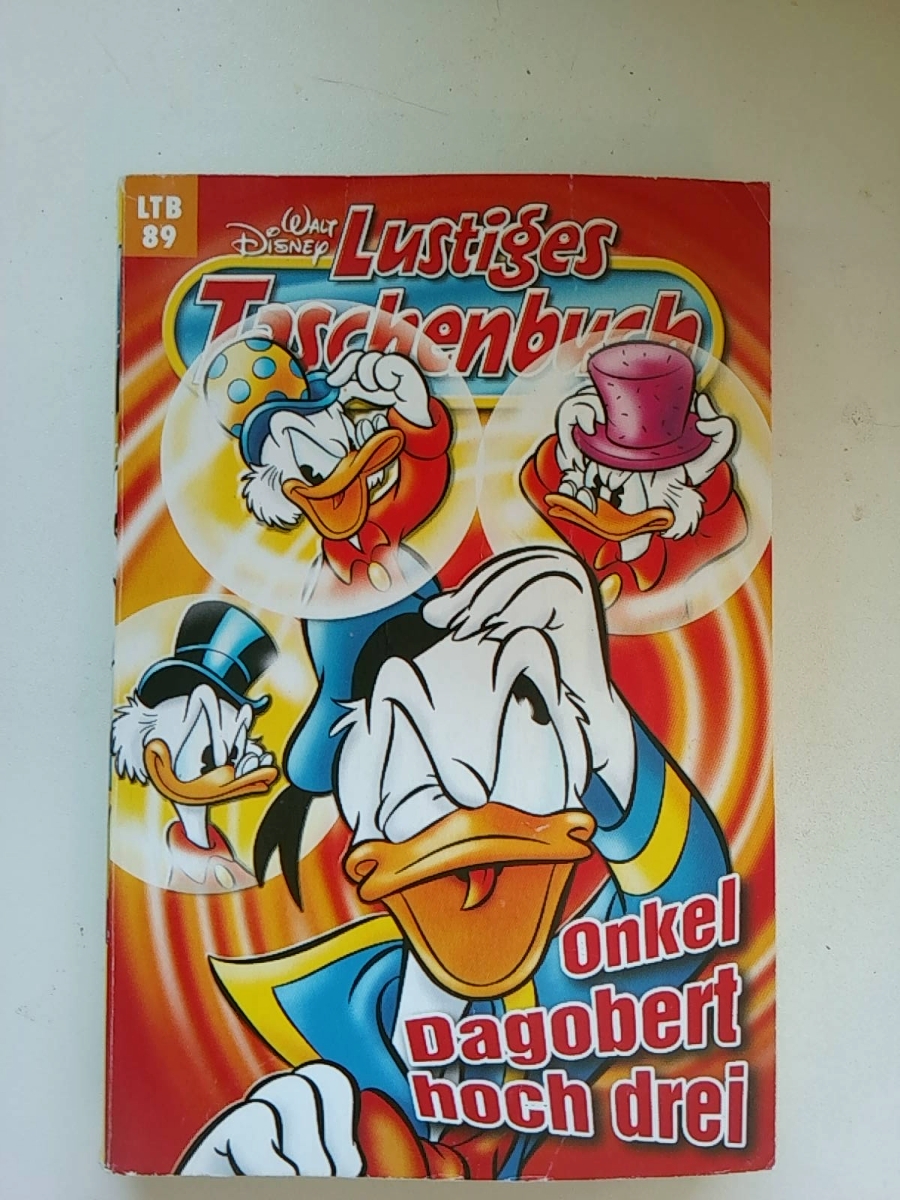 LTB
89
WALT
DISNEY
Lustiges
Taschenbuch
Onkel
Dagobert
hoch drei